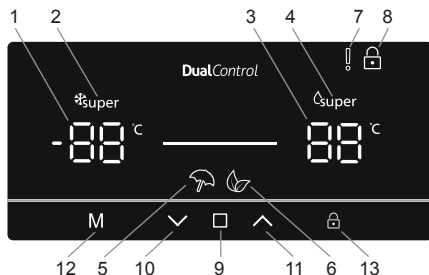 1 2 3 4 7 8
DualControl
super super
-88 °C 88 °C
M
12 5 10 9 11 6 13